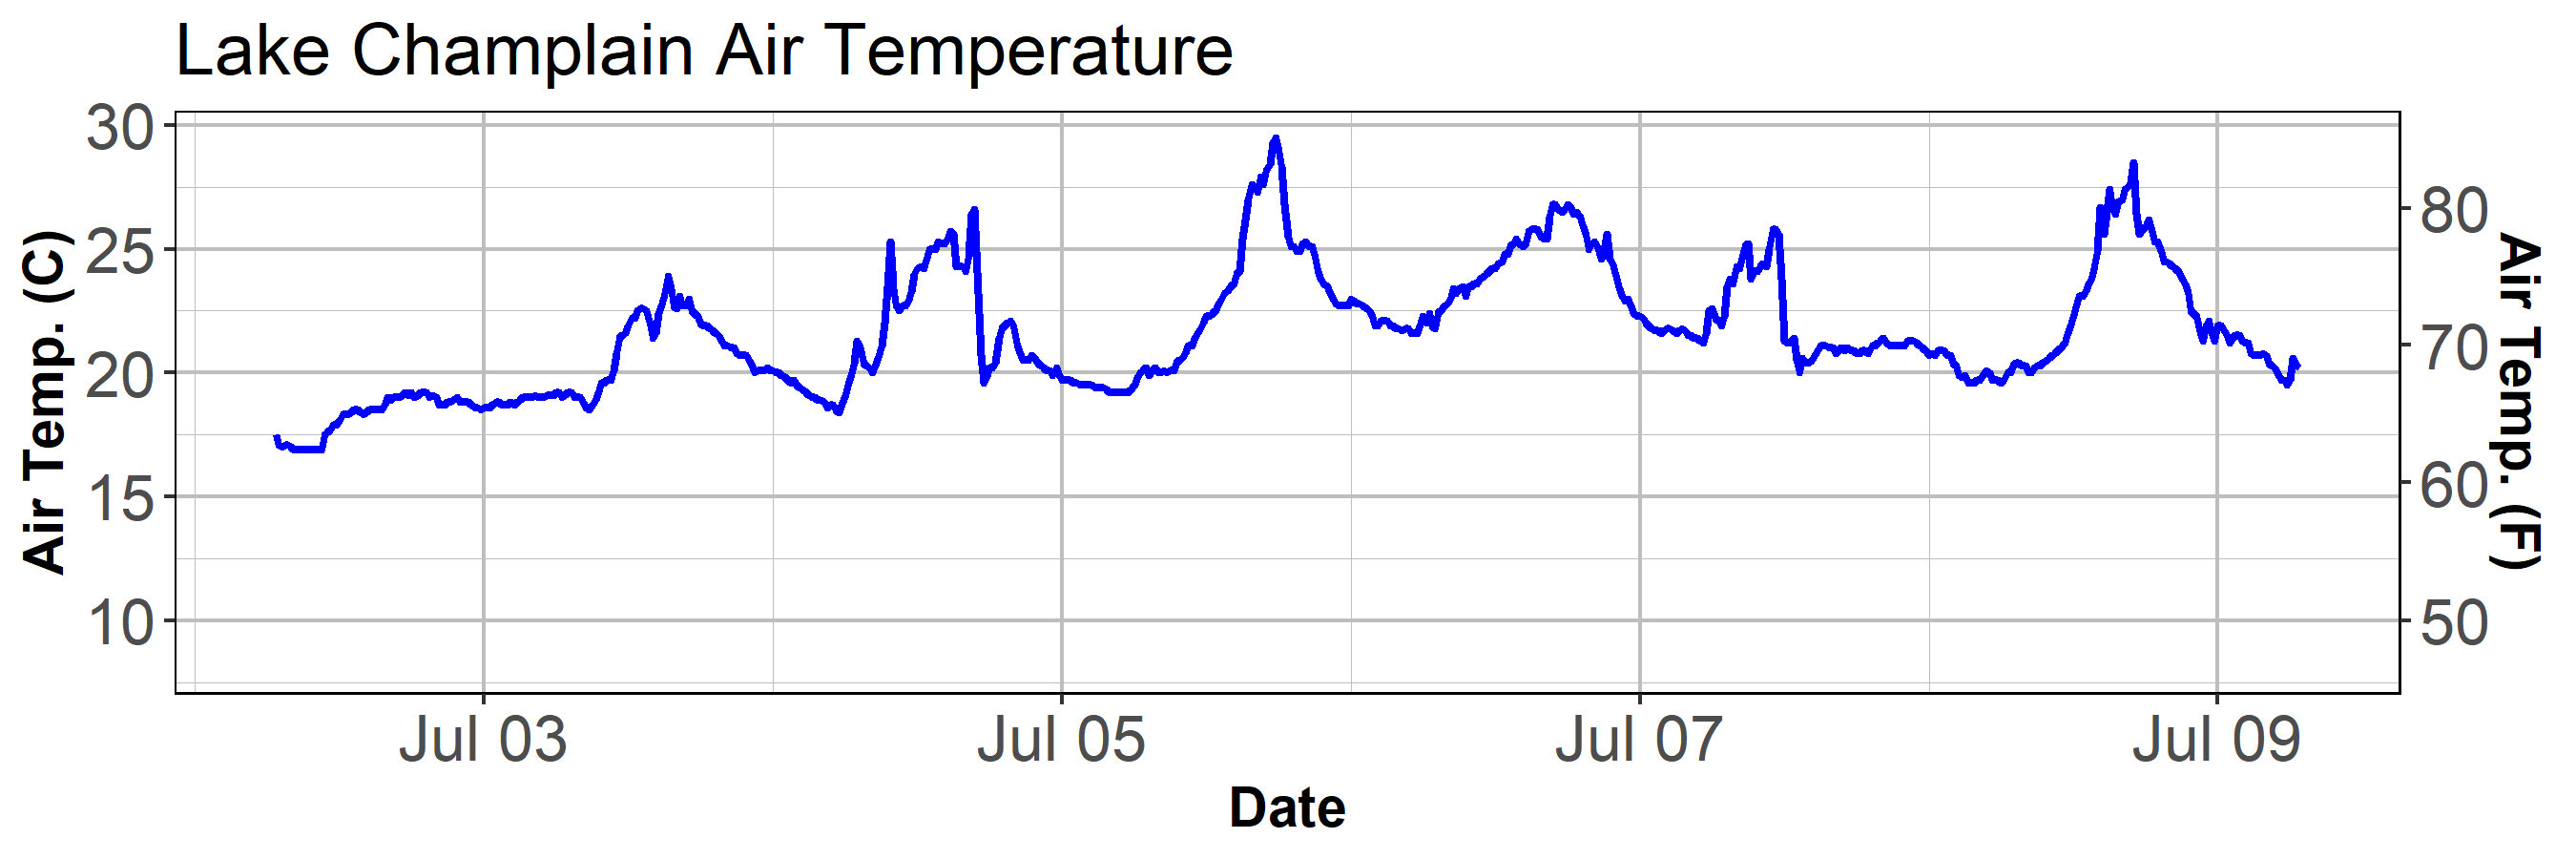 Lake Champlain Air Temperature
30
25
20
15
10
Air Temp. (C)
80
70
60
50
Air Temp. (F)
Jul 03 Jul 05 Jul 07 Jul 09
Date